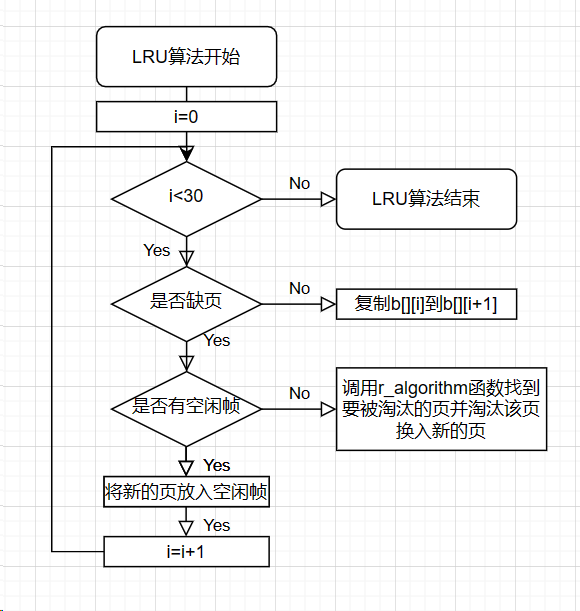 LRU算法开始
i=0
i<30
No
LRU算法结束
Yes
是否缺页
No
复制b[][i]到b[][i+1]
Yes
是否有空闲帧
No
调用r_algorithm函数找到
要被淘汰的页并淘汰该页
换入新的页
Yes
将新的页放入空闲帧
Yes
i=i+1